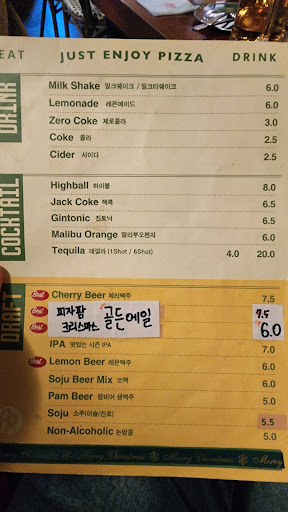 EAT JUST ENJOY PIZZA DRINK
DRINK
Milk Shake 밀크쉐이크 / 밀크티쉐이크 6.0
Lemonade 레몬에이드 6.0
Zero Coke 제로콜라 3.0
Coke 콜라 2.5
Cider 사이다 2.5
COCKTAIL
Highball 하이볼 8.0
Jack Coke 잭콕 6.5
Gintonic 진토닉 6.5
Malibu Orange 말리부오렌지 6.0
Tequila 데킬라 (1Shot / 6Shot) 4.0 20.0
DRAFT
Best Cherry Beer 체리맥주 7.5
Best 피자팜
크리스마스 골든에일 7.5 6.0
Best
IPA 맛있는 시즌 IPA 7.0
Best Lemon Beer 레몬맥주 6.0
Soju Beer Mix 쏘맥 6.0
Pam Beer 팜비어 생맥주 5.0
Soju 소주(이슬/진로) 5.5
Non-Alcoholic 논알콜 5.0
Merry Christmas Merry Christmas Merry